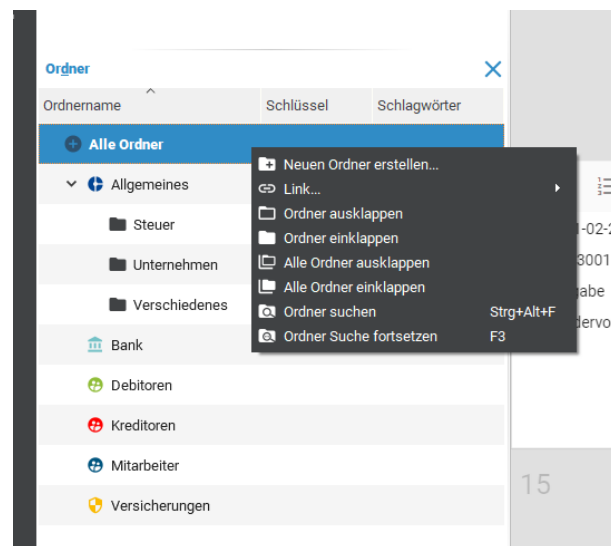 Ordner
Ordnername Schlüssel Schlagwörter
Alle Ordner
Neuen Ordner erstellen...
Allgemeines
Link...
Ordner ausklappen
Steuer
Ordner einklappen
Alle Ordner ausklappen
Unternehmen
Alle Ordner einklappen
Verschiedenes
Ordner suchen Strg+Alt+F
Ordner Suche fortsetzen F3
Bank
Debitoren
Kreditoren
Mitarbeiter
Versicherungen
15